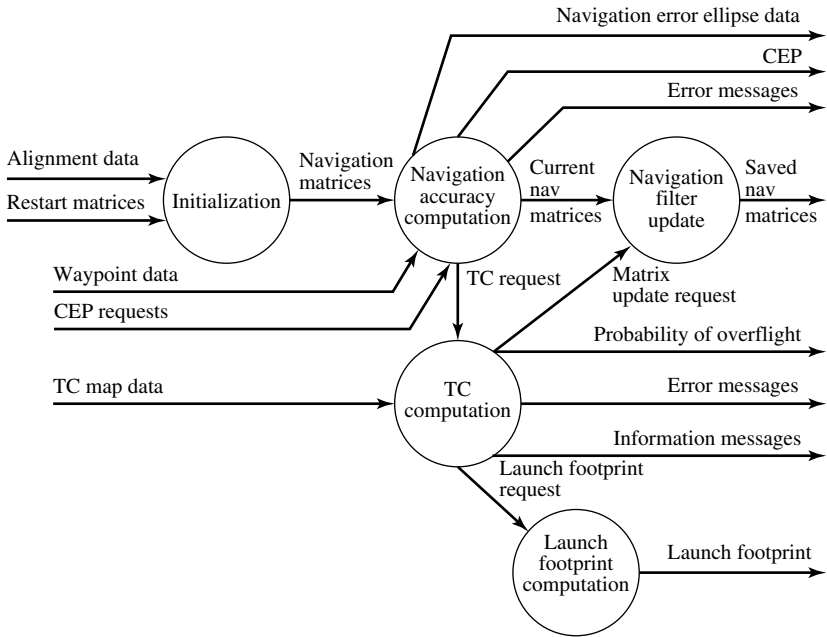 Navigation error ellipse data
CEP
Error messages
Alignment data
Restart matrices
Initialization
Navigation
matrices
Navigation
accuracy
computation
Current
nav
matrices
Navigation
filter
update
Saved
nav
matrices
Waypoint data
CEP requests
TC request
Matrix
update request
Probability of overflight
TC map data
TC
computation
Error messages
Information messages
Launch footprint
request
Launch
footprint
computation
Launch footprint